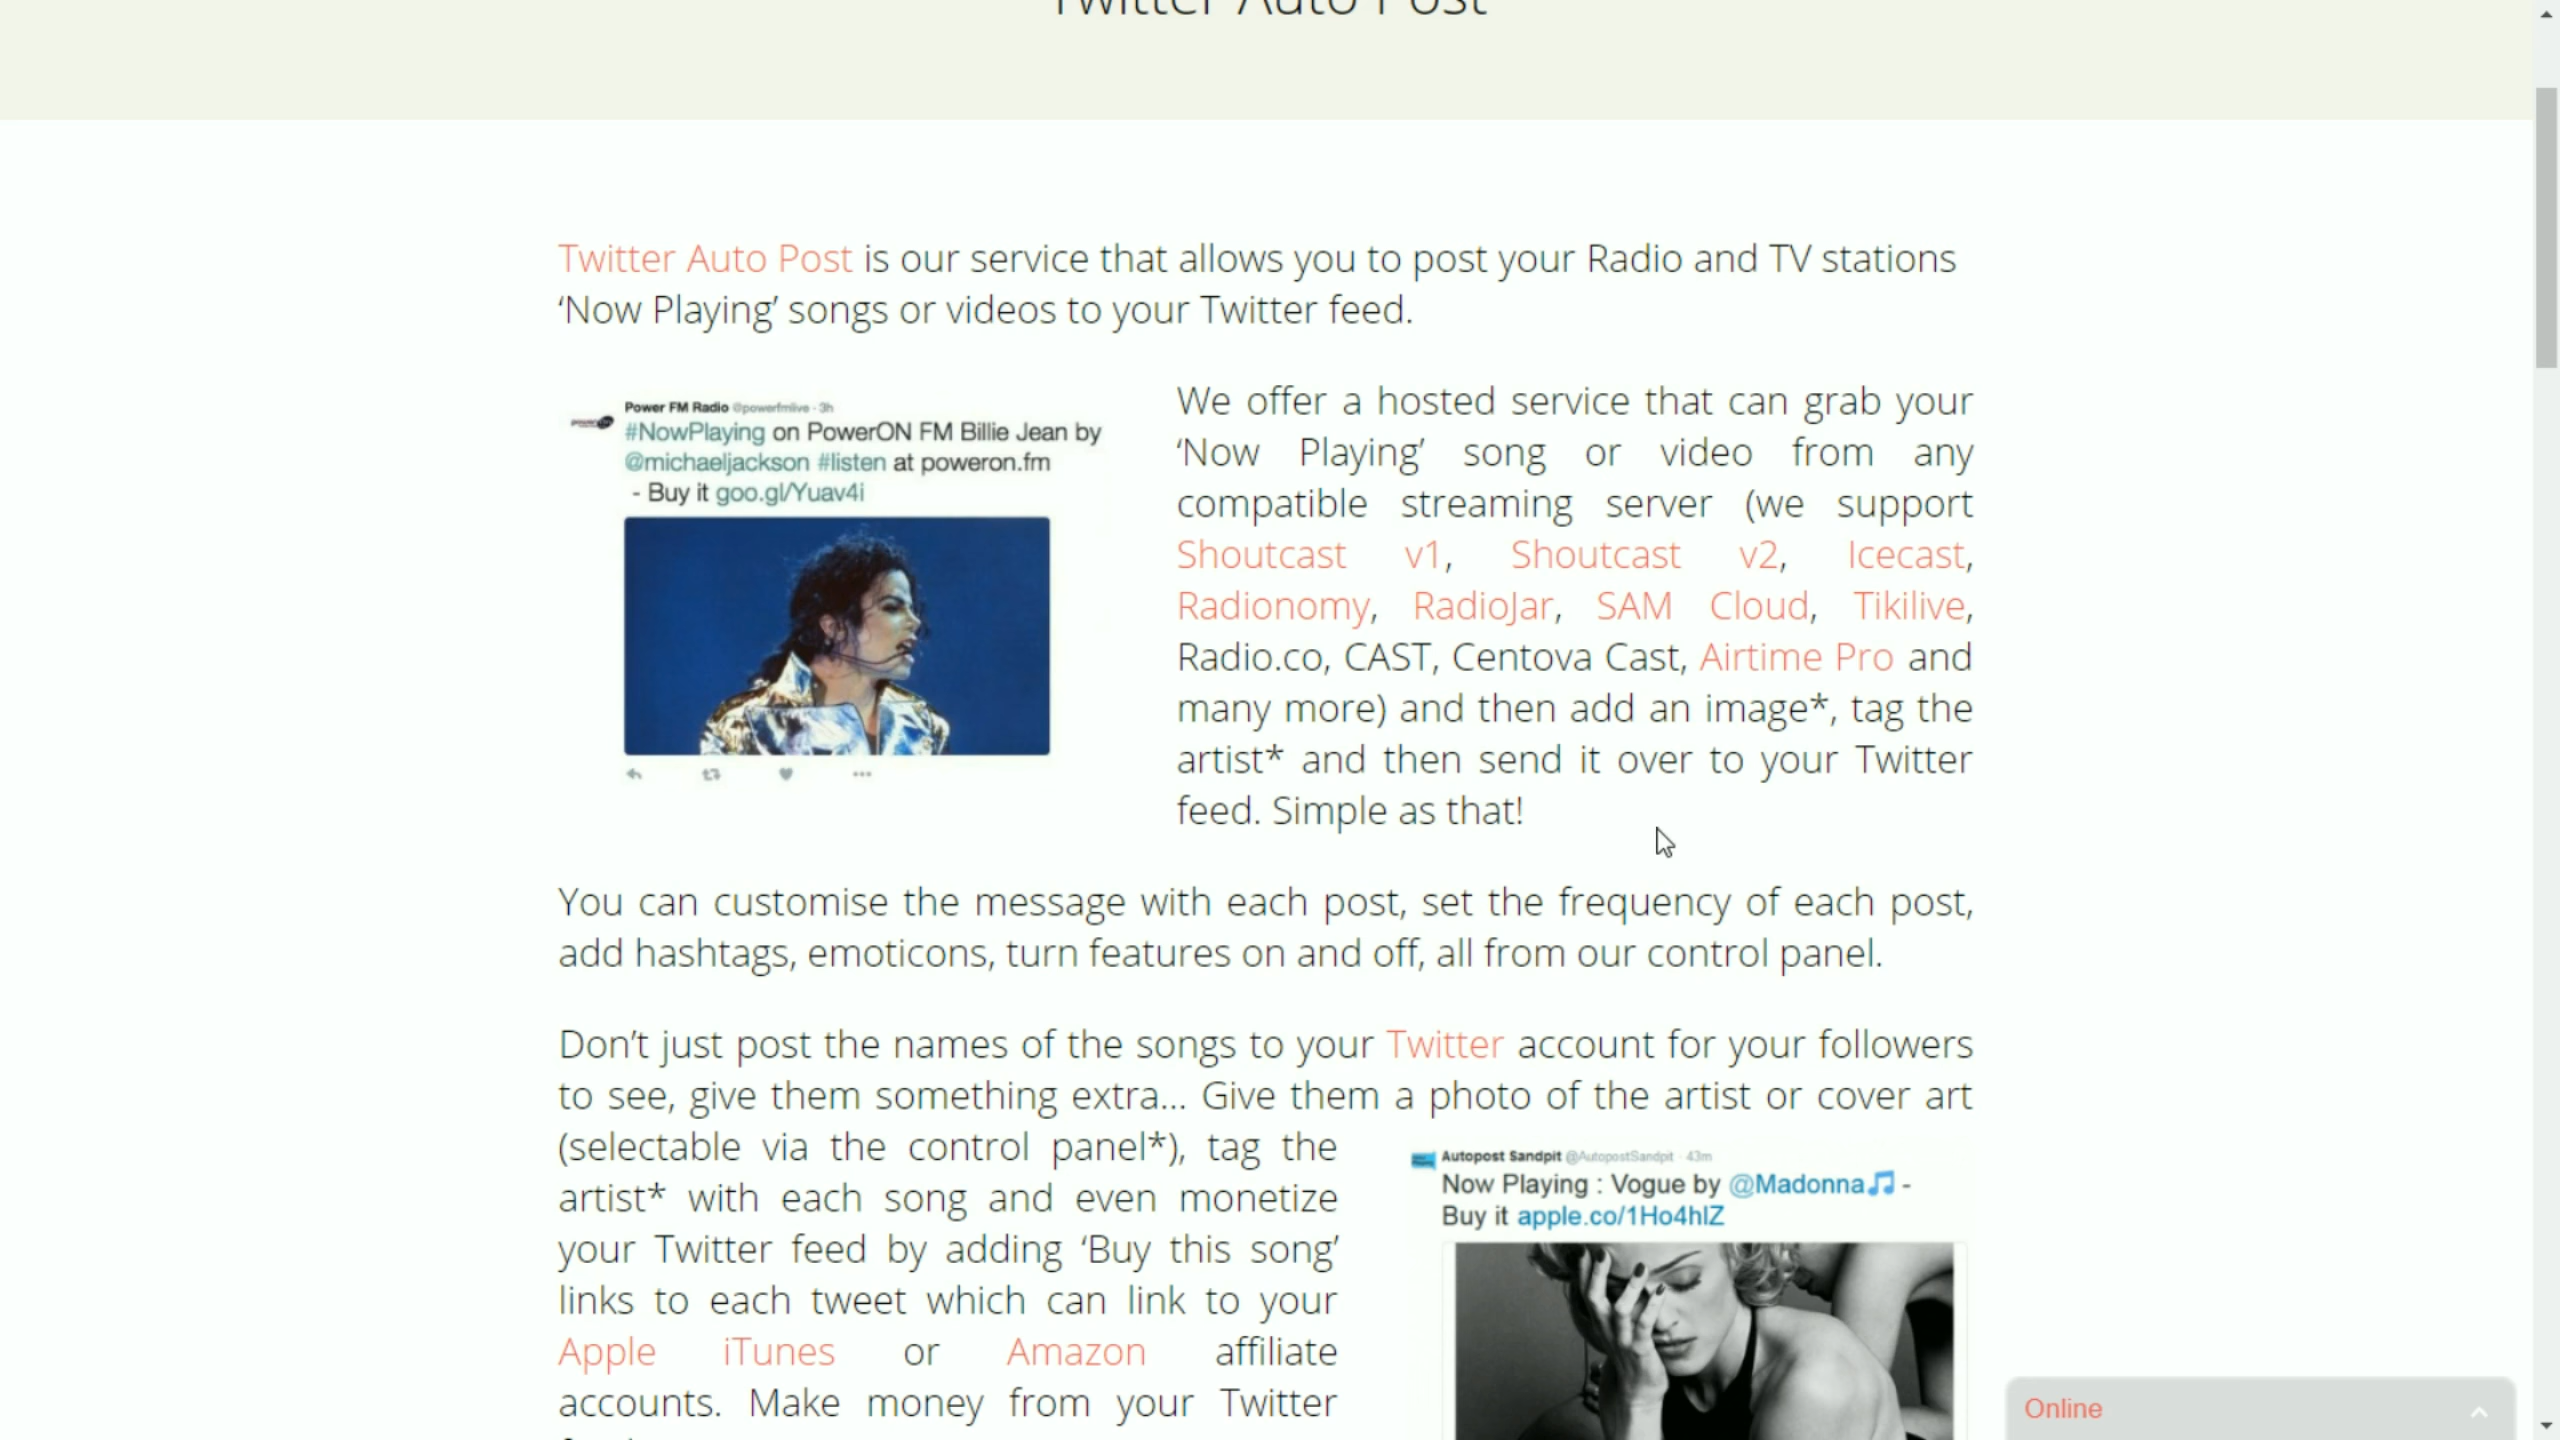 Twitter Auto Post
Twitter Auto Post is our service that allows you to post your Radio and TV stations
‘Now Playing’ songs or videos to your Twitter feed.
Power FM Radio @powerfmlive · 3h
#NowPlaying on PowerON FM Billie Jean by
@michaeljackson #listen at poweron.fm
- Buy it goo.gl/Yuav4i
We offer a hosted service that can grab your
‘Now Playing’ song or video from any
compatible streaming server (we support
Shoutcast v1, Shoutcast v2, Icecast,
Radionomy, RadioJar, SAM Cloud, Tikilive,
Radio.co, CAST, Centova Cast, Airtime Pro and
many more) and then add an image*, tag the
artist* and then send it over to your Twitter
feed. Simple as that!
You can customise the message with each post, set the frequency of each post,
add hashtags, emoticons, turn features on and off, all from our control panel.
Don’t just post the names of the songs to your Twitter account for your followers
to see, give them something extra... Give them a photo of the artist or cover art
(selectable via the control panel*), tag the
artist* with each song and even monetize
your Twitter feed by adding ‘Buy this song’
links to each tweet which can link to your
Apple iTunes or Amazon affiliate
accounts. Make money from your Twitter
Autopost Sandpit @AutopostSandpit · 43m
Now Playing : Vogue by @Madonna🎵 -
Buy it apple.co/1Ho4hlZ
Online